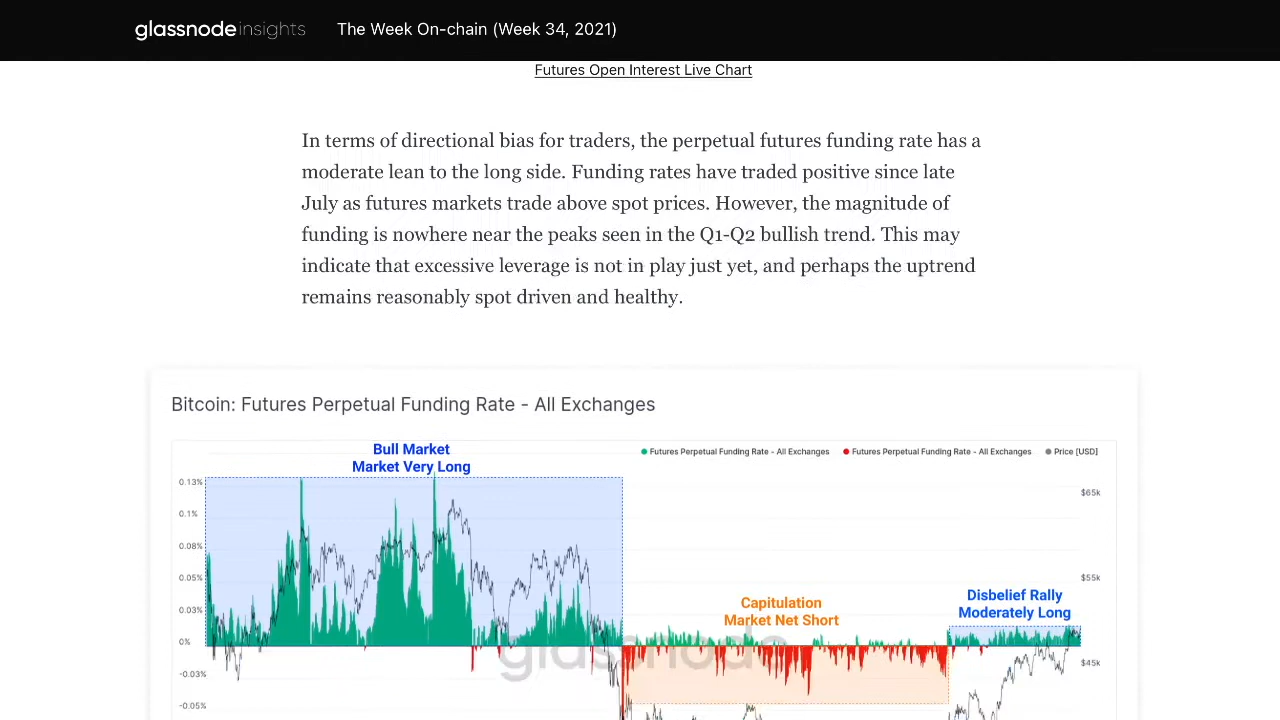 glassnode insights The Week On-chain (Week 34, 2021)
Futures Open Interest Live Chart
In terms of directional bias for traders, the perpetual futures funding rate has a
moderate lean to the long side. Funding rates have traded positive since late
July as futures markets trade above spot prices. However, the magnitude of
funding is nowhere near the peaks seen in the Q1-Q2 bullish trend. This may
indicate that excessive leverage is not in play just yet, and perhaps the uptrend
remains reasonably spot driven and healthy.
Bitcoin: Futures Perpetual Funding Rate - All Exchanges
Bull Market
Market Very Long
Futures Perpetual Funding Rate - All Exchanges Futures Perpetual Funding Rate - All Exchanges Price [USD]
0.13%
0.1%
0.08%
0.05%
0.03%
0%
-0.03%
-0.05%
$65k
$55k
$45k
Capitulation
Market Net Short
Disbelief Rally
Moderately Long
glassnode